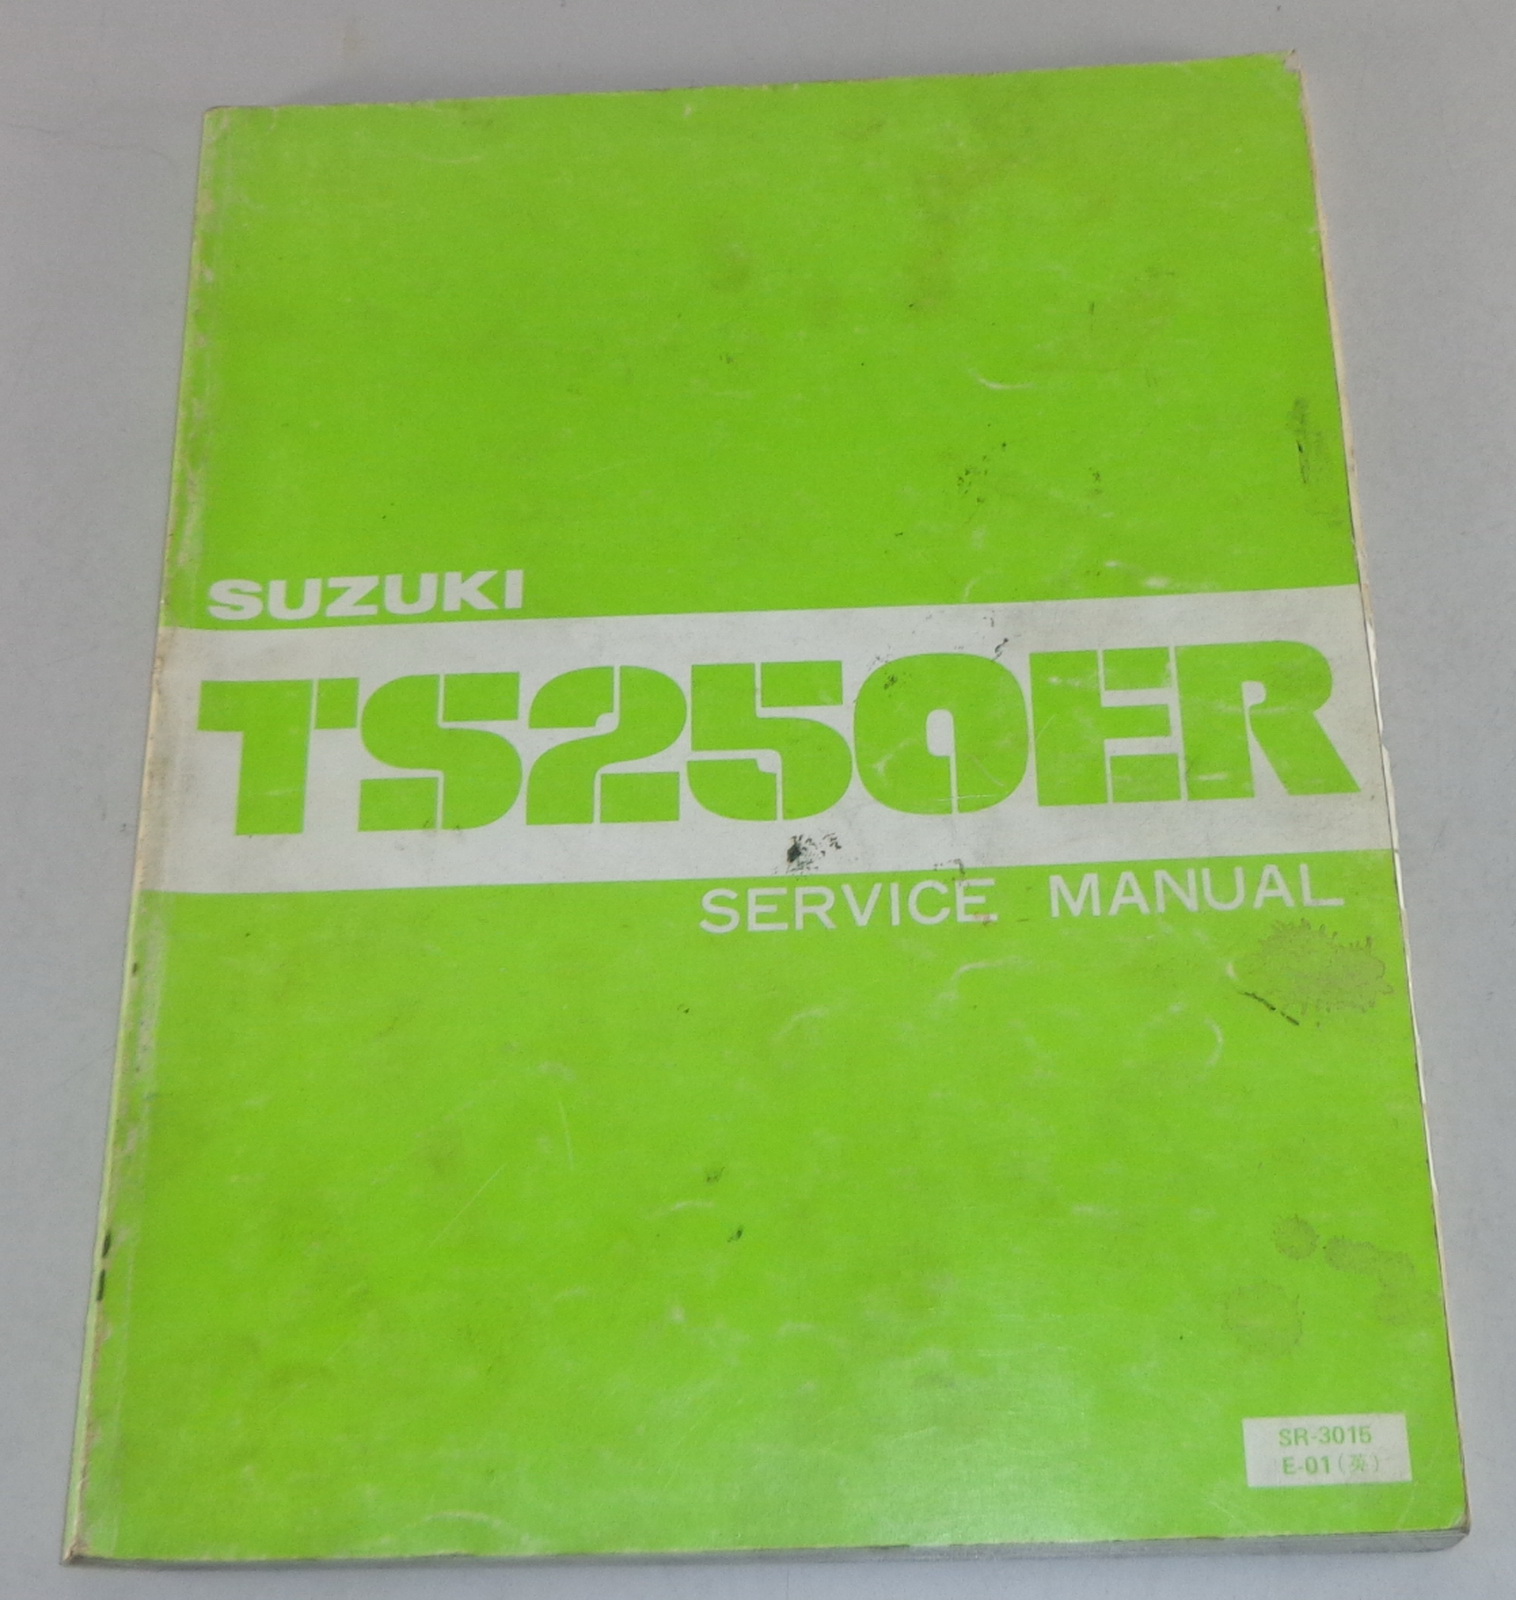 SUZUKI
TS250ER
SERVICE MANUAL
SR-3015
E-01(英)